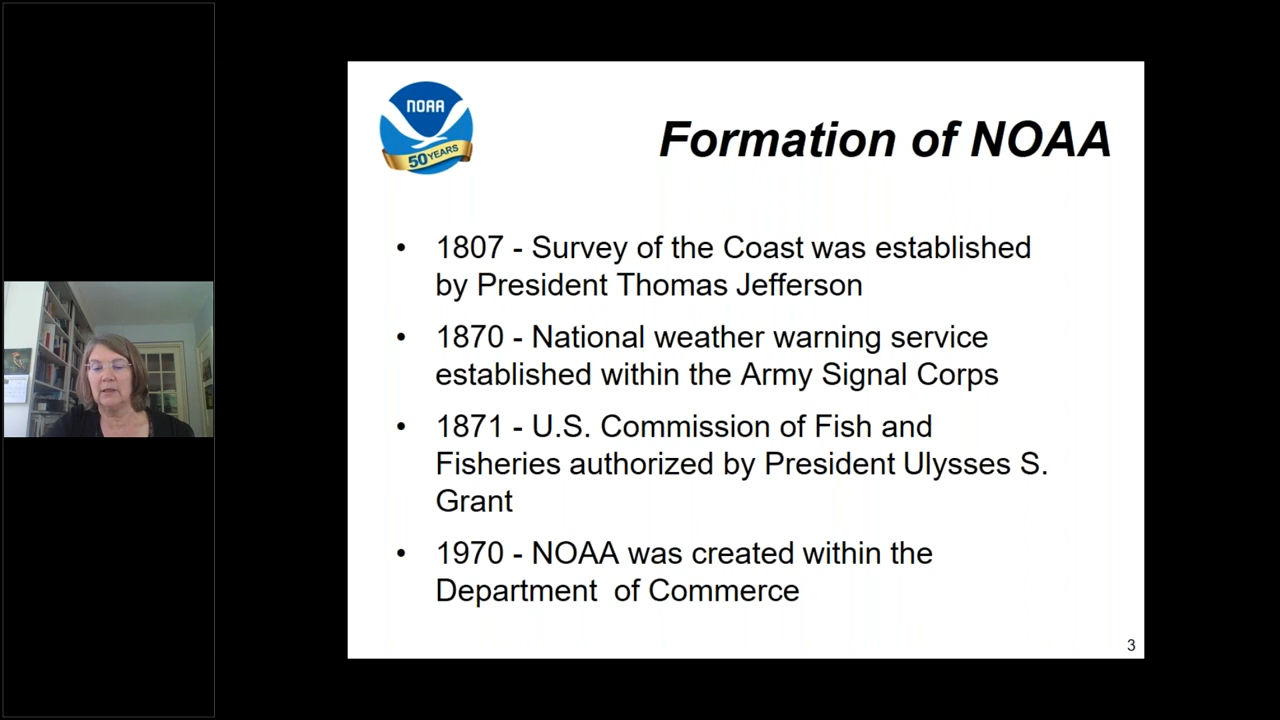 NOAA
50 YEARS
Formation of NOAA
• 1807 - Survey of the Coast was established
by President Thomas Jefferson
• 1870 - National weather warning service
established within the Army Signal Corps
• 1871 - U.S. Commission of Fish and
Fisheries authorized by President Ulysses S.
Grant
• 1970 - NOAA was created within the
Department  of Commerce
3